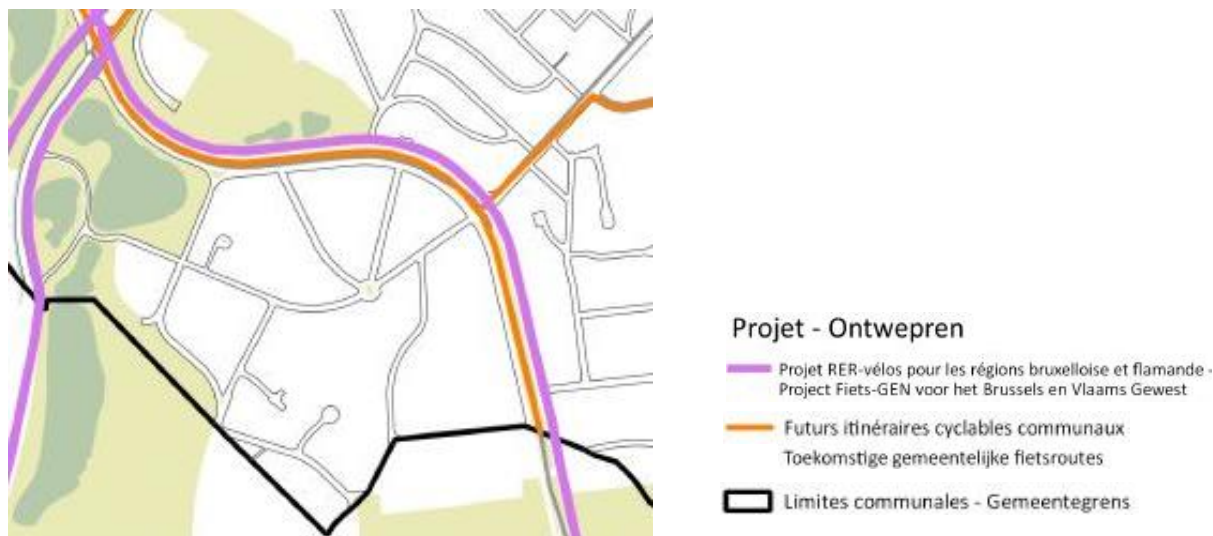 Projet - Ontwepren
Projet RER-vélos pour les régions bruxelloise et flamande -
Project Fiets-GEN voor het Brussels en Vlaams Gewest
Futurs itinéraires cyclables communaux
Toekomstige gemeentelijke fietsroutes
Limites communales - Gemeentegrens